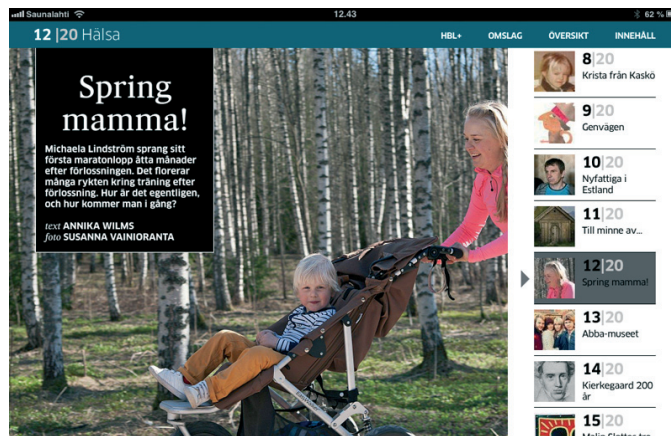 Saunalahti
12.43
62 %
12 |20 Hälsa
HBL+
OMSLAG
ÖVERSIKT
INNEHÅLL
Spring
mamma!
Michaela Lindström sprang sitt
första maratonlopp åtta månader
efter förlossningen. Det florerar
många rykten kring träning efter
förlossning. Hur är det egentligen,
och hur kommer man i gång?
text ANNIKA WILMS
foto SUSANNA VAINIORANTA
8|20
Krista från Kaskö
9|20
Genvägen
10|20
Nyfattiga i
Estland
11|20
Till minne av...
12|20
Spring mamma!
13|20
Abba-museet
14|20
Kierkegaard 200
år
15|20